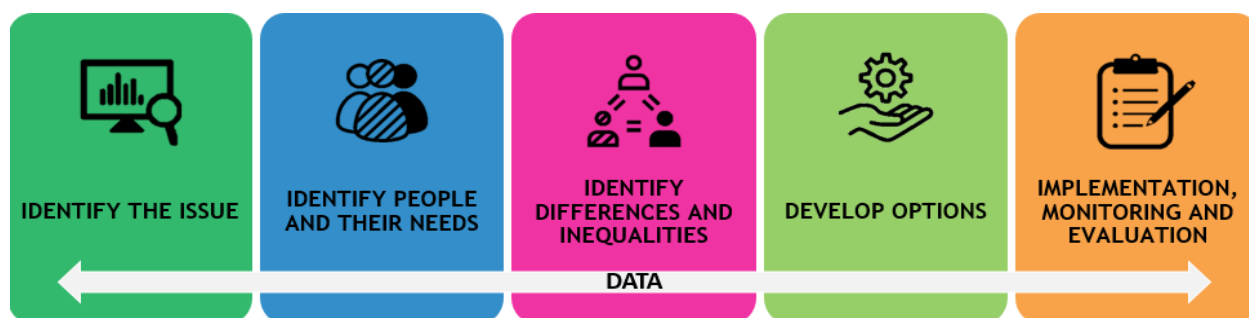 IDENTIFY THE ISSUE
IDENTIFY PEOPLE
AND THEIR NEEDS
IDENTIFY
DIFFERENCES AND
INEQUALITIES
DEVELOP OPTIONS
IMPLEMENTATION,
MONITORING AND
EVALUATION
DATA